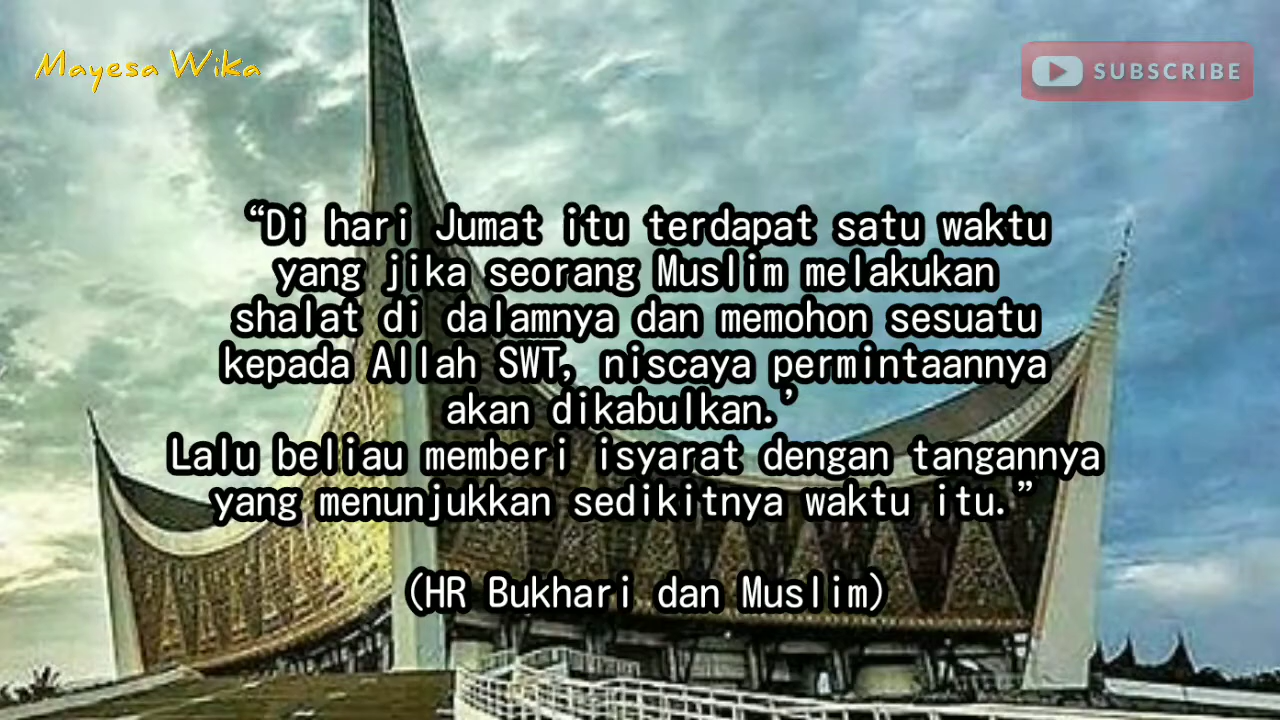 Mayesa Wika
SUBSCRIBE
“Di hari Jumat itu terdapat satu waktu
yang jika seorang Muslim melakukan
shalat di dalamnya dan memohon sesuatu
kepada Allah SWT, niscaya permintaannya
akan dikabulkan.’
Lalu beliau memberi isyarat dengan tangannya
yang menunjukkan sedikitnya waktu itu.”
(HR Bukhari dan Muslim)